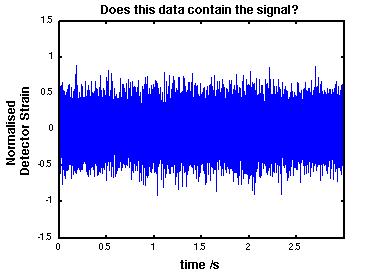 Does this data contain the signal?
1.5
1
0.5
0
-0.5
-1
-1.5
Normalised
Detector Strain
0 0.5 1 1.5 2 2.5
time /s